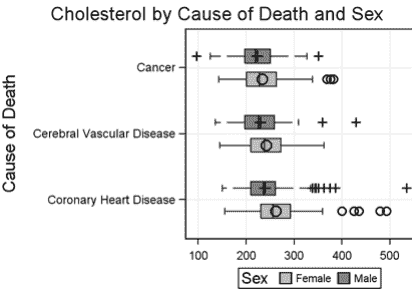 Cholesterol by Cause of Death and Sex
Cause of Death
Cancer
Cerebral Vascular Disease
Coronary Heart Disease
100 200 300 400 500
Sex Female Male